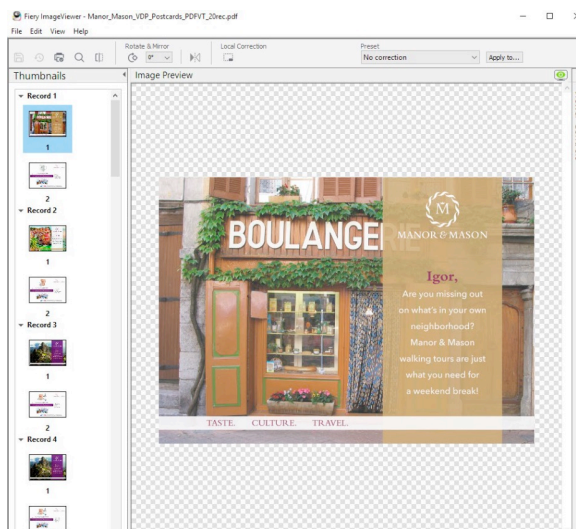 Fiery ImageViewer - Manor_Mason_VDP_Postcards_PDFVT_20rec.pdf
File Edit View Help
Rotate & Mirror
Local Correction
Preset
0°
No correction
Apply to...
Thumbnails
Image Preview
Record 1
1
2
Record 2
1
2
Record 3
1
2
Record 4
1
BOULANGE
M
MANOR & MASON
Igor,
Are you missing out
on what's in your own
neighborhood?
Manor & Mason
walking tours are just
what you need for
a weekend break!
TASTE. CULTURE. TRAVEL.